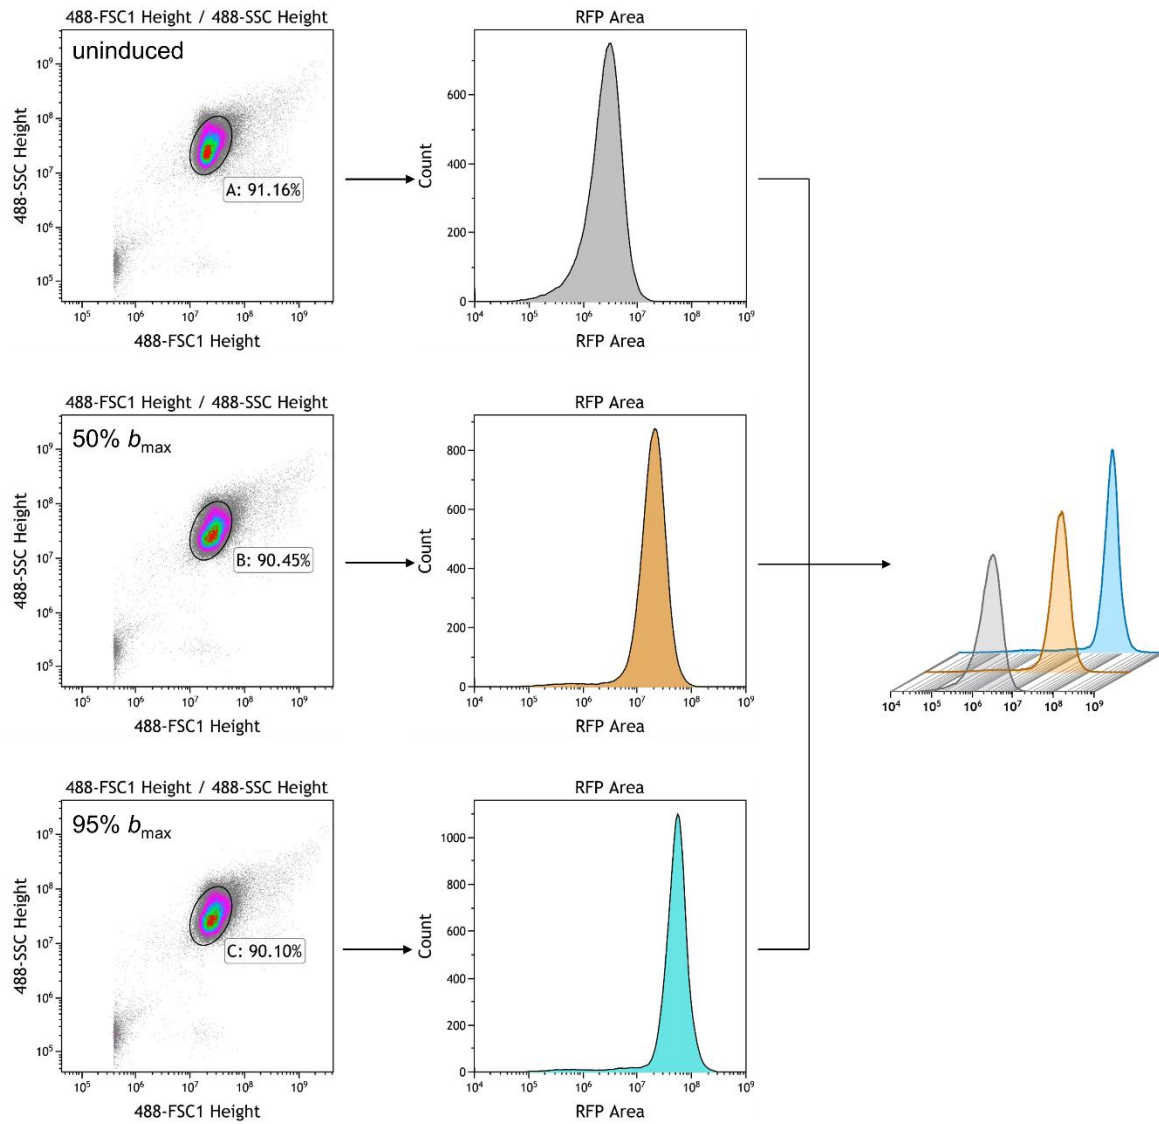 488-FSC1 Height / 488-SSC Height
uninduced
488-SSC Height
10⁹
10⁸
10⁷
10⁶
10⁵
A: 91.16%
10⁵ 10⁶ 10⁷ 10⁸ 10⁹
488-FSC1 Height
RFP Area
Count
600
400
200
0
10⁴ 10⁵ 10⁶ 10⁷ 10⁸ 10⁹
RFP Area
488-FSC1 Height / 488-SSC Height
50% bmax
488-SSC Height
10⁹
10⁸
10⁷
10⁶
10⁵
B: 90.45%
10⁵ 10⁶ 10⁷ 10⁸ 10⁹
488-FSC1 Height
RFP Area
Count
800
600
400
200
0
10⁴ 10⁵ 10⁶ 10⁷ 10⁸ 10⁹
RFP Area
10⁴ 10⁵ 10⁶ 10⁷ 10⁸ 10⁹
488-FSC1 Height / 488-SSC Height
95% bmax
488-SSC Height
10⁹
10⁸
10⁷
10⁶
10⁵
C: 90.10%
10⁵ 10⁶ 10⁷ 10⁸ 10⁹
488-FSC1 Height
RFP Area
Count
1000
800
600
400
200
0
10⁴ 10⁵ 10⁶ 10⁷ 10⁸ 10⁹
RFP Area